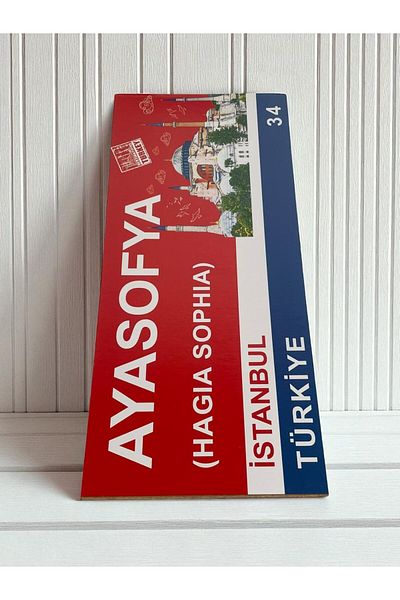 AYASOFYA
(HAGIA SOPHIA)
İSTANBUL
TÜRKİYE
34